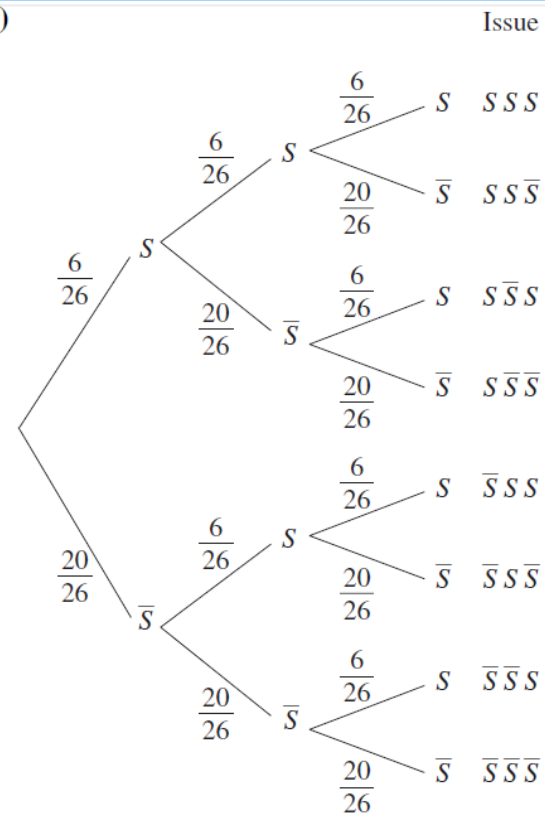 ) Issue
6/26 S S S S
6/26 S
20/26 S̅ S S S̅
6/26 S
6/26 S S S̅ S
20/26 S̅
20/26 S̅ S S̅ S̅
6/26 S S̅ S S
6/26 S
20/26 S̅ S̅ S S̅
20/26 S̅
6/26 S S̅ S̅ S
20/26 S̅
20/26 S̅ S̅ S̅ S̅